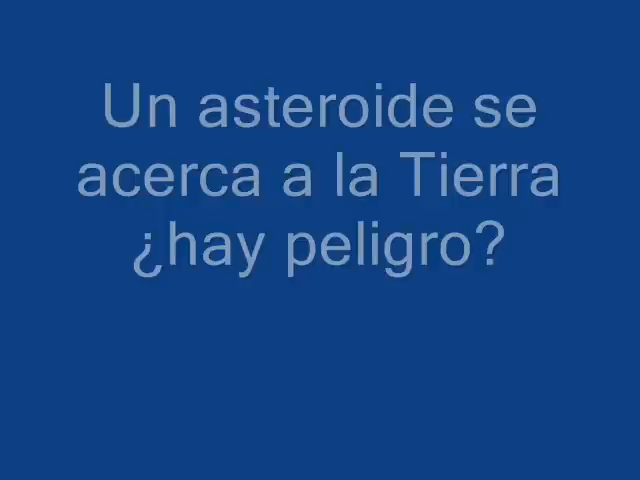 Un asteroide se
acerca a la Tierra
¿hay peligro?